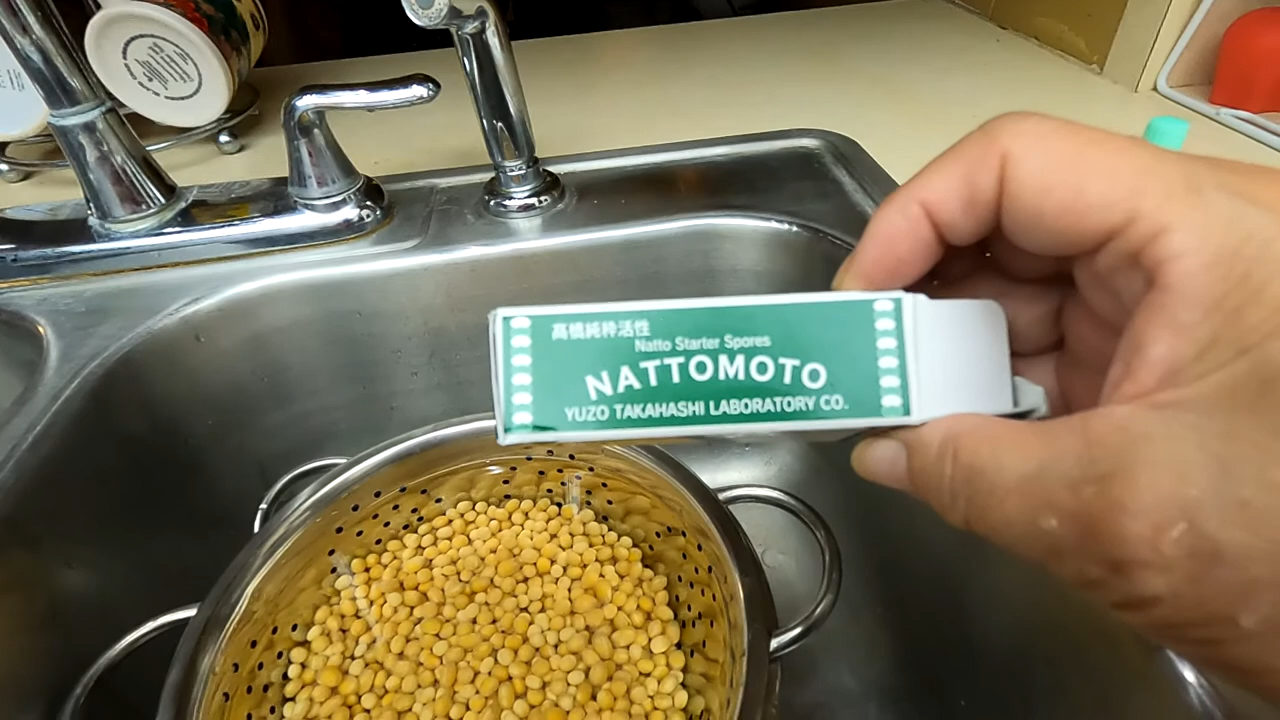 高橋純粋活性
Natto Starter Spores
NATTOMOTO
YUZO TAKAHASHI LABORATORY CO.